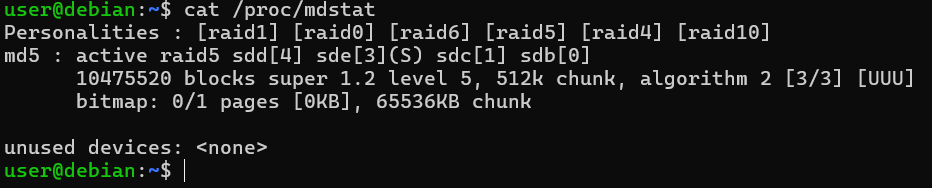 user@debian:~$ cat /proc/mdstat
Personalities : [raid1] [raid0] [raid6] [raid5] [raid4] [raid10]
md5 : active raid5 sdd[4] sde[3](S) sdc[1] sdb[0]
      10475520 blocks super 1.2 level 5, 512k chunk, algorithm 2 [3/3] [UUU]
      bitmap: 0/1 pages [0KB], 65536KB chunk

unused devices: <none>
user@debian:~$